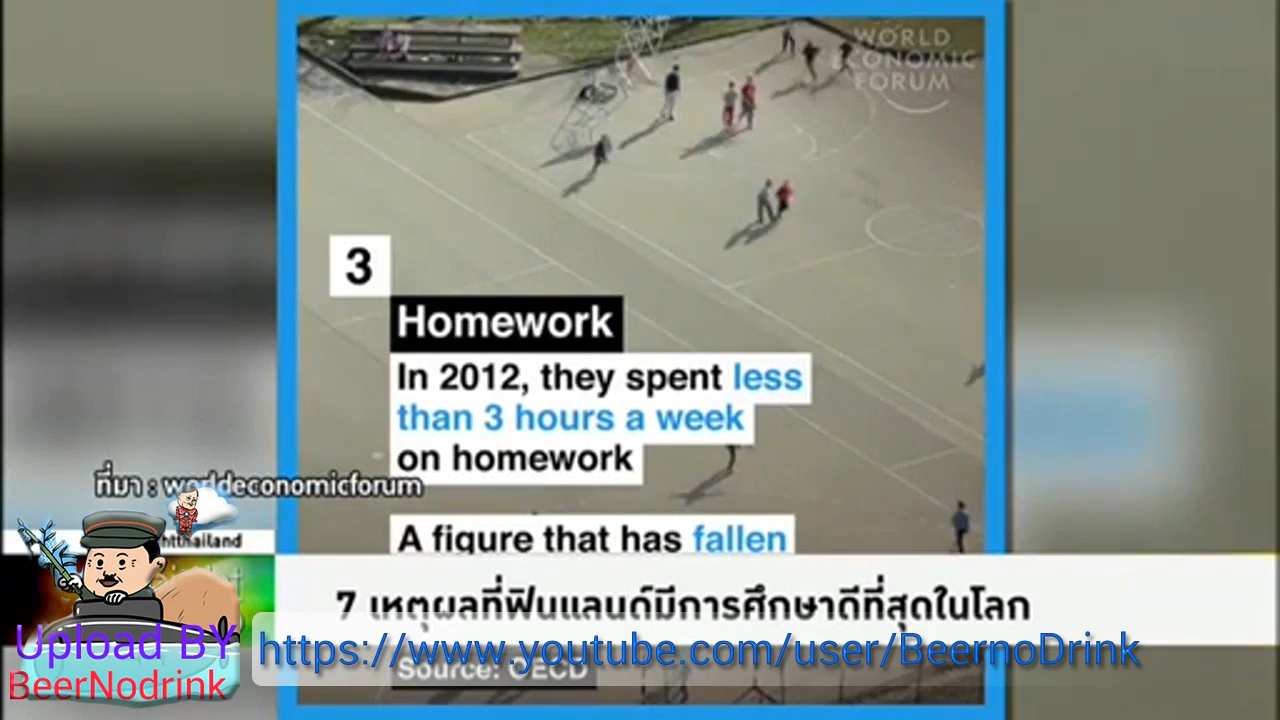 WORLD
ECONOMIC
FORUM
3
Homework
In 2012, they spent less
than 3 hours a week
on homework
A figure that has fallen
ที่มา : worldeconomicforum
7 เหตุผลที่ฟินแลนด์มีการศึกษาดีที่สุดในโลก
Upload BY
BeerNodrink
https://www.youtube.com/user/BeernoDrink
Source: OECD